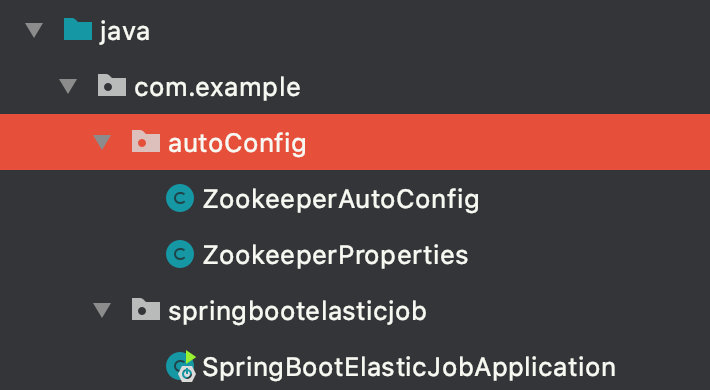 java
com.example
autoConfig
ZookeeperAutoConfig
ZookeeperProperties
springbootelasticjob
SpringBootElasticJobApplication